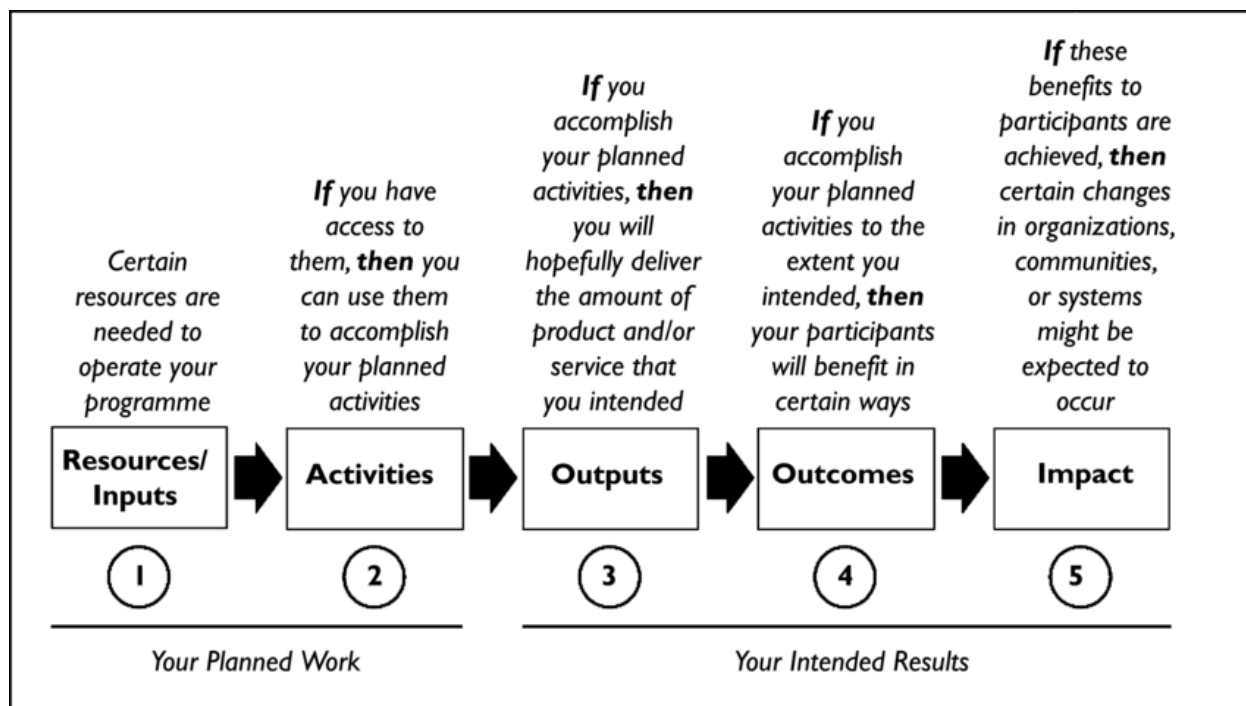 Certain
resources are
needed to
operate your
programme
If you have
access to
them, then you
can use them
to accomplish
your planned
activities
If you
accomplish
your planned
activities, then
you will
hopefully deliver
the amount of
product and/or
service that
you intended
If you
accomplish
your planned
activities to the
extent you
intended, then
your participants
will benefit in
certain ways
If these
benefits to
participants are
achieved, then
certain changes
in organizations,
communities,
or systems
might be
expected to
occur
Resources/
Inputs
Activities
Outputs
Outcomes
Impact
1
2
3
4
5
Your Planned Work
Your Intended Results